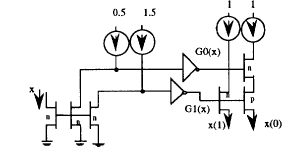 0.5 1.5 1 1
G0(x)
x n n n n n p
G1(x)
x(1) x(0)